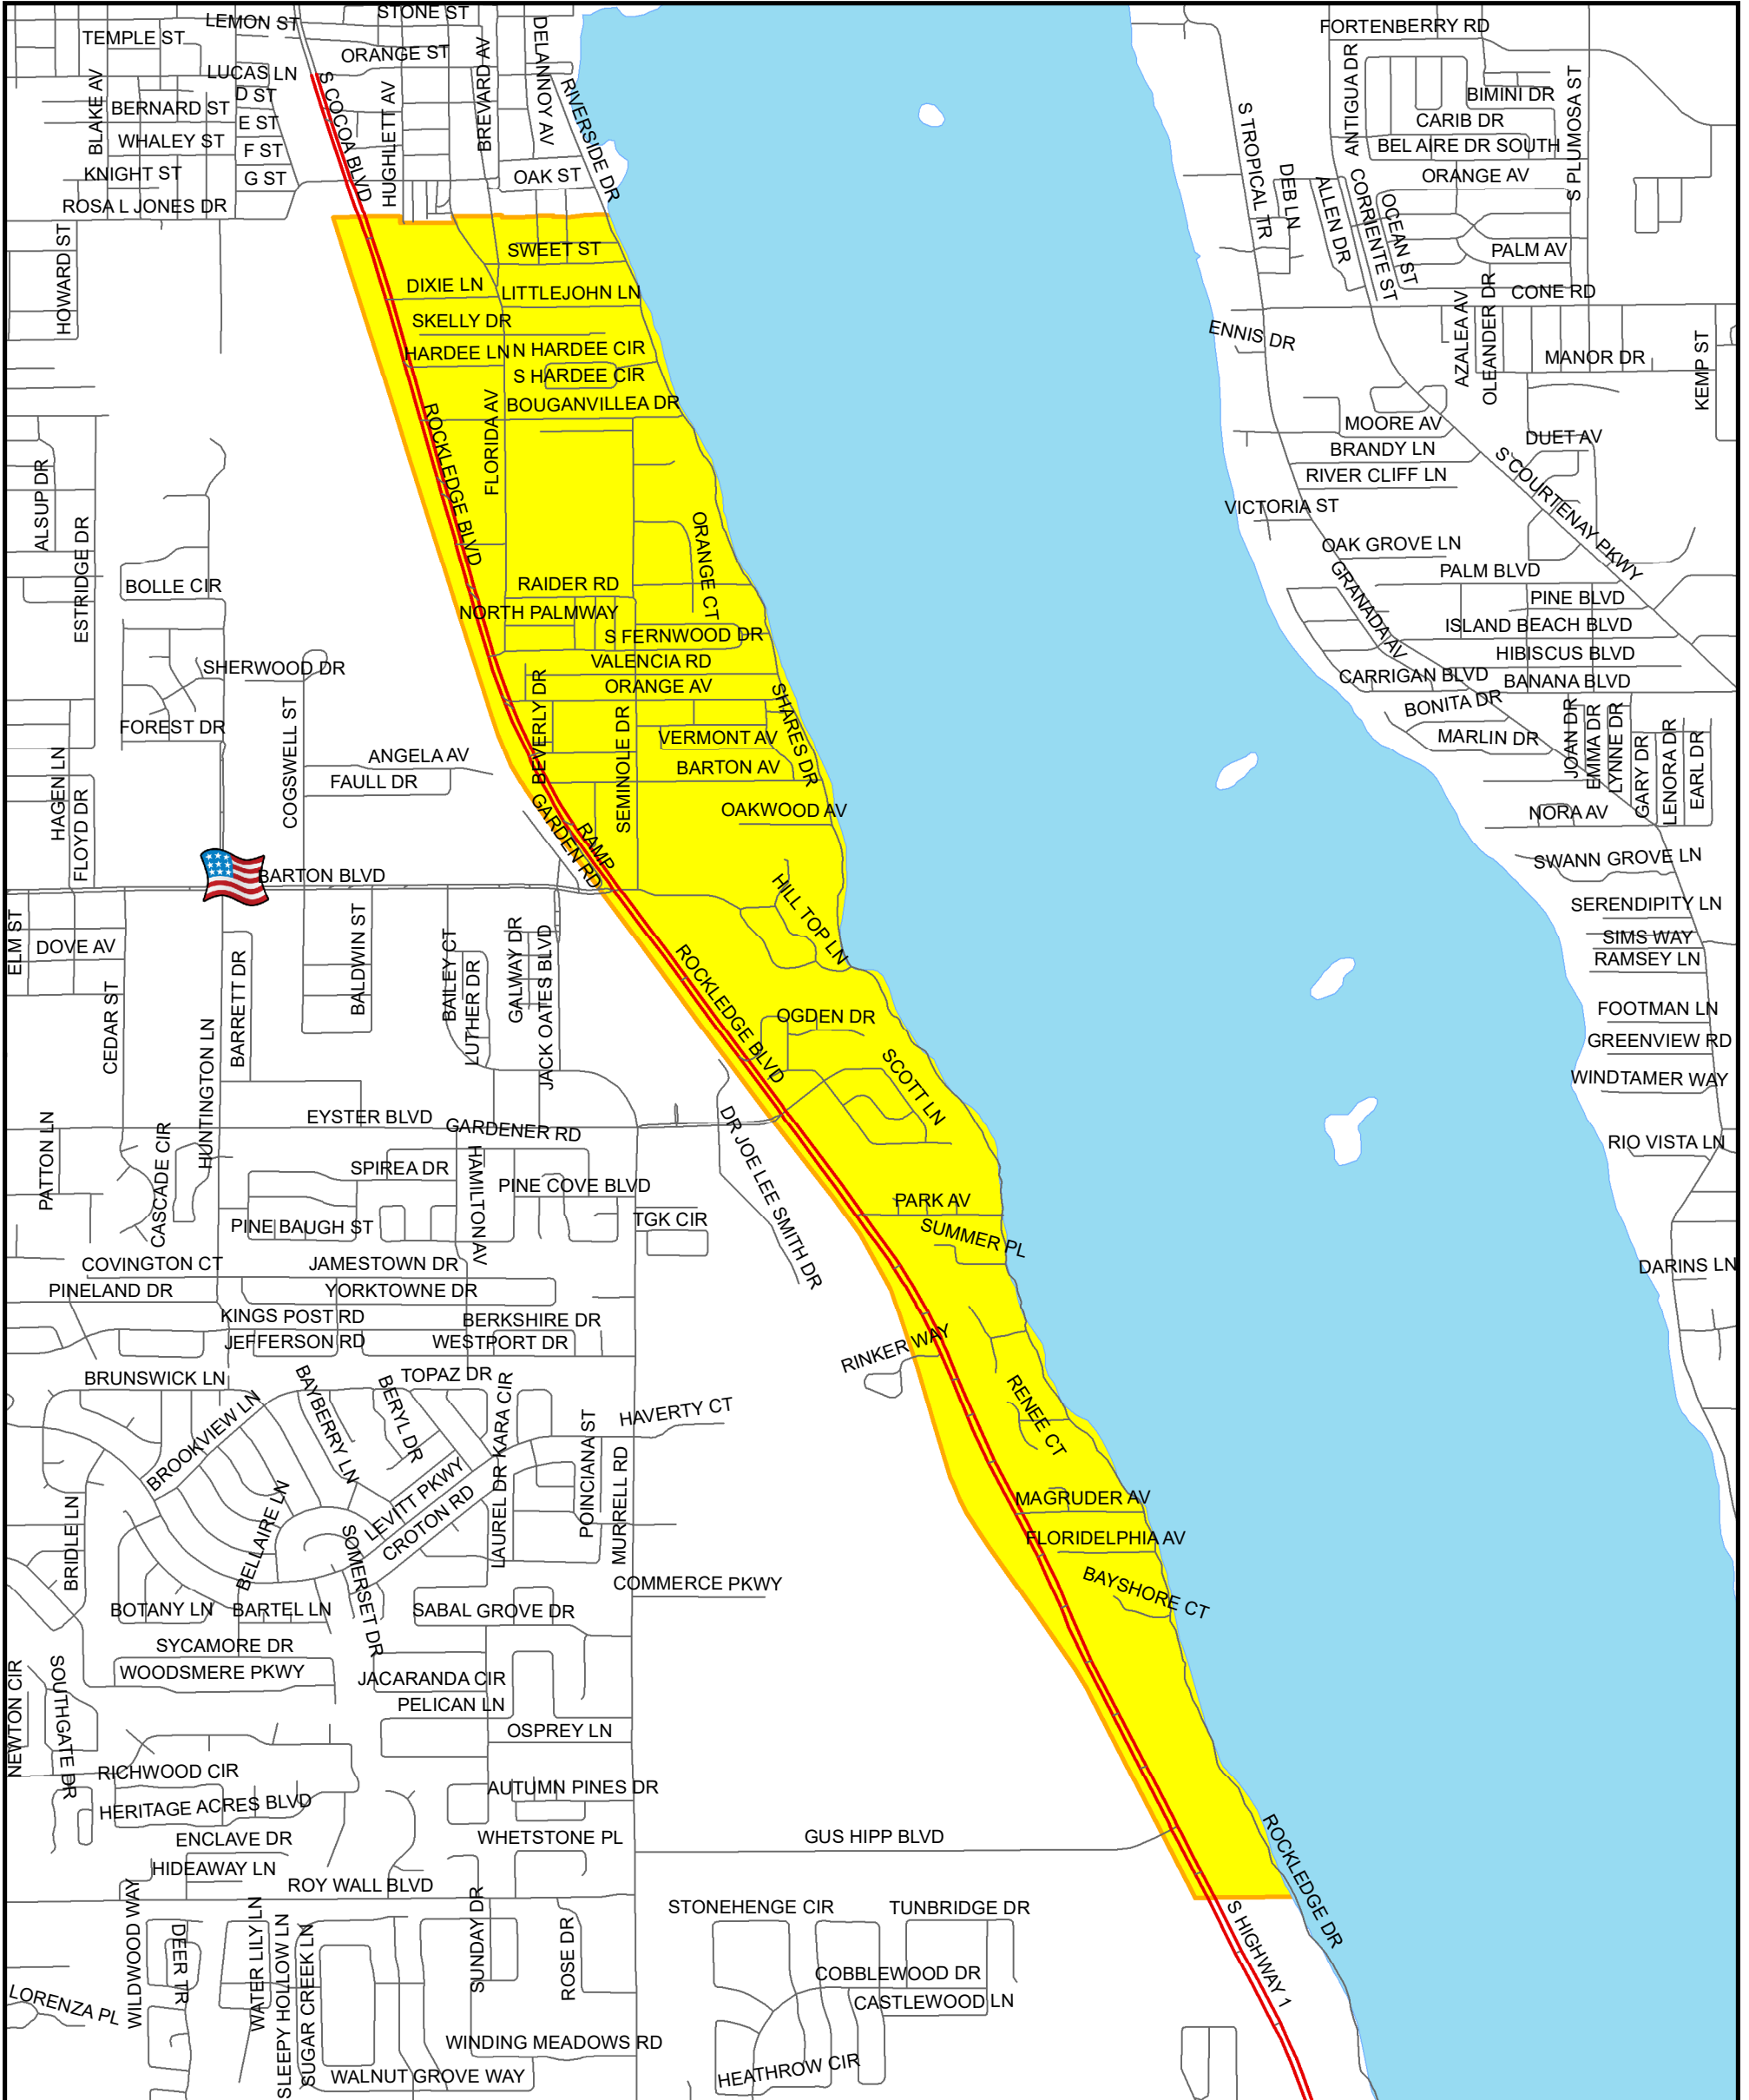 LEMON ST
STONE ST
TEMPLE ST
ORANGE ST
DELANNOY AV
FORTENBERRY RD
LUCAS LN
S COCOA BLVD
HUGHLETT AV
BREVARD AV
RIVERSIDE DR
BLAKE AV
D ST
BERNARD ST
E ST
WHALEY ST
F ST
KNIGHT ST
G ST
OAK ST
ROSA L JONES DR
S TROPICAL TR
ANTIGUA DR
BIMINI DR
CARIB DR
BEL AIRE DR SOUTH
S PLUMOSA ST
ORANGE AV
DEB LN
ALLEN DR
CORRIENTE ST
OCEAN ST
PALM AV
CONE RD
HOWARD ST
SWEET ST
DIXIE LN
LITTLEJOHN LN
SKELLY DR
HARDEE LN
N HARDEE CIR
S HARDEE CIR
BOUGANVILLEA DR
ENNIS DR
AZALEA AV
OLEANDER DR
MANOR DR
KEMP ST
ROCKLEDGE BLVD
FLORIDA AV
MOORE AV
DUET AV
BRANDY LN
RIVER CLIFF LN
S COURTENAY PKWY
VICTORIA ST
ALSUP DR
ESTRIDGE DR
ORANGE CT
OAK GROVE LN
GRANADA AV
PALM BLVD
PINE BLVD
ISLAND BEACH BLVD
HIBISCUS BLVD
CARRIGAN BLVD
BANANA BLVD
BOLLE CIR
RAIDER RD
NORTH PALMWAY
S FERNWOOD DR
VALENCIA RD
ORANGE AV
SHERWOOD DR
BEVERLY DR
SEMINOLE DR
SHARES DR
VERMONT AV
BARTON AV
OAKWOOD AV
BONITA DR
MARLIN DR
JOAN DR
EMMA DR
LYNNE DR
GARY DR
LENORA DR
EARL DR
NORA AV
FOREST DR
COGSWELL ST
ANGELA AV
FAULL DR
HAGEN LN
FLOYD DR
GARDEN RD
RAMP
BARTON BLVD
HILL TOP LN
SWANN GROVE LN
SERENDIPITY LN
SIMS WAY
RAMSEY LN
FOOTMAN LN
GREENVIEW RD
WINDTAMER WAY
RIO VISTA LN
DARINS LN
ELM ST
DOVE AV
CEDAR ST
BARRETT DR
BALDWIN ST
BAILEY CT
LUTHER DR
GALWAY DR
JACK OATES BLVD
ROCKLEDGE BLVD
OGDEN DR
SCOTT LN
HUNTINGTON LN
EYSTER BLVD
GARDENER RD
PATTON LN
CASCADE CIR
SPIREA DR
HAMILTON AV
PINE COVE BLVD
DR JOE LEE SMITH DR
PARK AV
SUMMER PL
PINE BAUGH ST
TGK CIR
COVINGTON CT
JAMESTOWN DR
PINELAND DR
YORKTOWNE DR
KINGS POST RD
BERKSHIRE DR
JEFFERSON RD
WESTPORT DR
RINKER WAY
BRUNSWICK LN
TOPAZ DR
BROOKVIEW LN
BAYBERRY LN
BERYL DR
KARA CIR
HAVERTY CT
RENEE CT
POINCIANA ST
MURRELL RD
LEVITT PKWY
CROTON RD
LAUREL DR
MAGRUDER AV
FLORIDELPHIA AV
BAYSHORE CT
BRIDLE LN
BELLAIRE LN
SOMERSET DR
COMMERCE PKWY
BOTANY LN
BARTEL LN
SABAL GROVE DR
SYCAMORE DR
WOODSMERE PKWY
JACARANDA CIR
PELICAN LN
OSPREY LN
NEWTON CIR
SOUTHGATE DR
RICHWOOD CIR
AUTUMN PINES DR
HERITAGE ACRES BLVD
ENCLAVE DR
WHETSTONE PL
GUS HIPP BLVD
HIDEAWAY LN
ROY WALL BLVD
ROCKLEDGE DR
S HIGHWAY 1
STONEHENGE CIR
TUNBRIDGE DR
WILDWOOD WAY
DEER TR
WATER LILY LN
SLEEPY HOLLOW LN
SUGAR CREEK LN
SUNDAY DR
ROSE DR
COBBLEWOOD DR
CASTLEWOOD LN
LORENZA PL
WINDING MEADOWS RD
WALNUT GROVE WAY
HEATHROW CIR